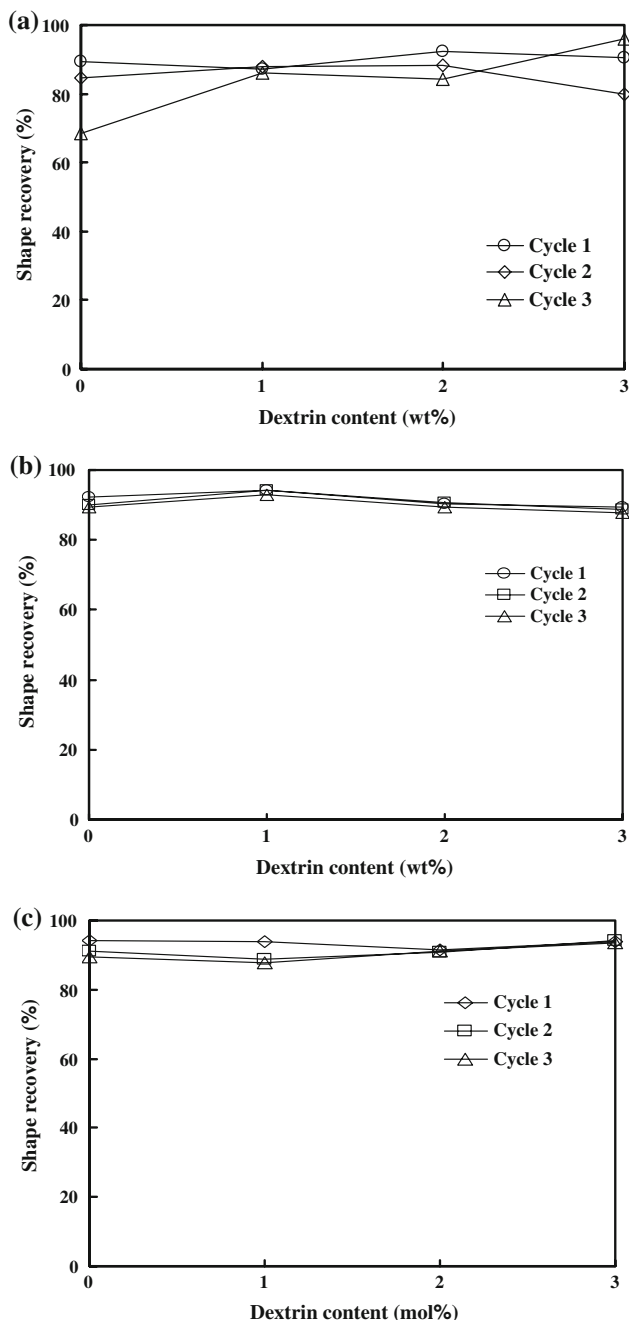 (a)
100
80
60
40
20
0
Shape recovery (%)
Cycle 1
Cycle 2
Cycle 3
0 1 2 3
Dextrin content (wt%)
(b)
100
80
60
40
20
0
Shape recovery (%)
Cycle 1
Cycle 2
Cycle 3
0 1 2 3
Dextrin content (wt%)
(c)
100
80
60
40
20
0
Shape recovery (%)
Cycle 1
Cycle 2
Cycle 3
0 1 2 3
Dextrin content (mol%)